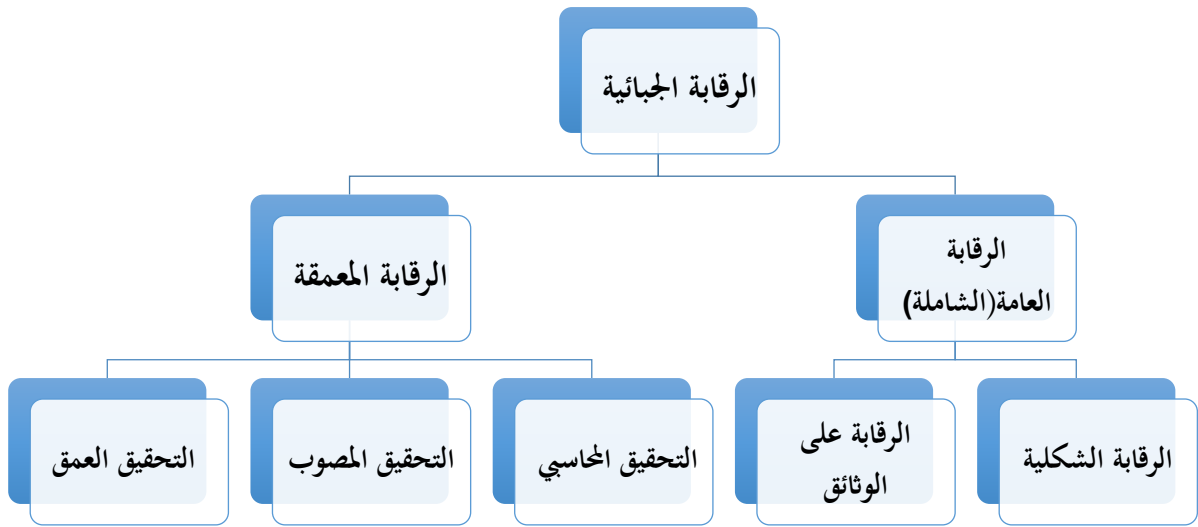 الرقابة الجبائية
الرقابة
العامة(الشاملة)
الرقابة المعمقة
الرقابة الشكلية
الرقابة على
الوثائق
التحقيق المحاسبي
التحقيق المصوب
التحقيق العمق